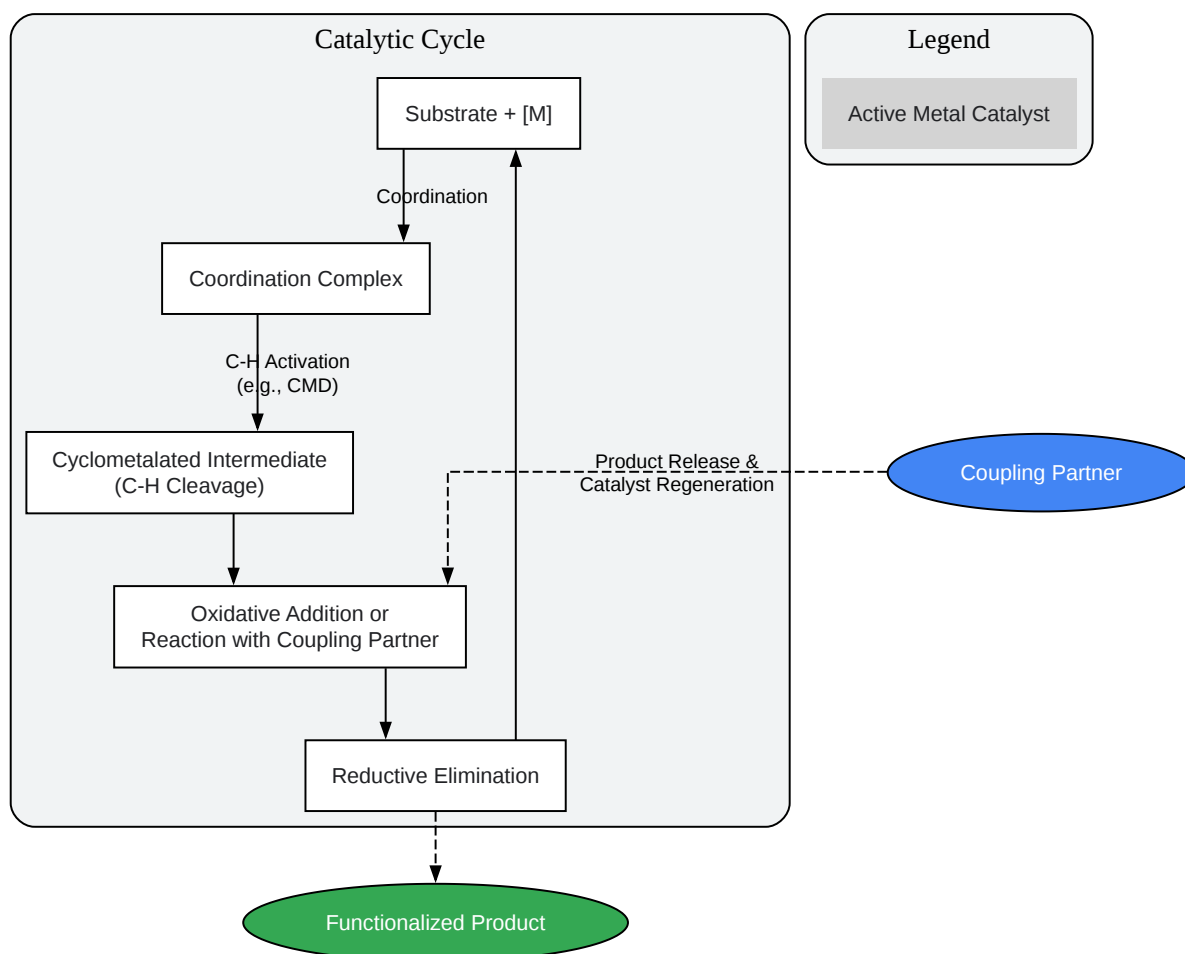 Catalytic Cycle
Legend
Substrate + [M]
Active Metal Catalyst
Coordination
Coordination Complex
C-H Activation
(e.g., CMD)
Cyclometalated Intermediate
(C-H Cleavage)
Product Release &
Catalyst Regeneration
Coupling Partner
Oxidative Addition or
Reaction with Coupling Partner
Reductive Elimination
Functionalized Product